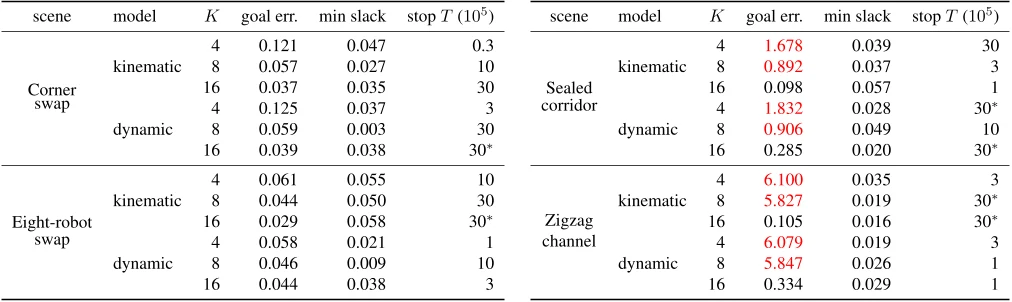 scene model K goal err. min slack stop T (10⁵)
Corner swap kinematic 4 0.121 0.047 0.3
8 0.057 0.027 10
16 0.037 0.035 30
dynamic 4 0.125 0.037 3
8 0.059 0.003 30
16 0.039 0.038 30*
Eight-robot swap kinematic 4 0.061 0.055 10
8 0.044 0.050 30
16 0.029 0.058 30*
dynamic 4 0.058 0.021 1
8 0.046 0.009 10
16 0.044 0.038 3
scene model K goal err. min slack stop T (10⁵)
Sealed corridor kinematic 4 1.678 0.039 30
8 0.892 0.037 3
16 0.098 0.057 1
dynamic 4 1.832 0.028 30*
8 0.906 0.049 10
16 0.285 0.020 30*
Zigzag channel kinematic 4 6.100 0.035 3
8 5.827 0.019 30*
16 0.105 0.016 30*
dynamic 4 6.079 0.019 3
8 5.847 0.026 1
16 0.334 0.029 1